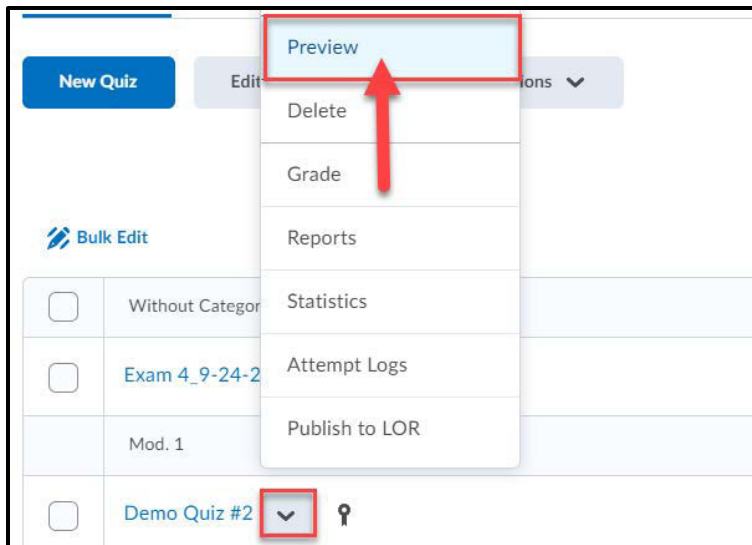 Preview
New Quiz
Edit
ions
Delete
Grade
Bulk Edit
Reports
Without Categor
Statistics
Exam 4_9-24-2
Attempt Logs
Mod. 1
Publish to LOR
Demo Quiz #2